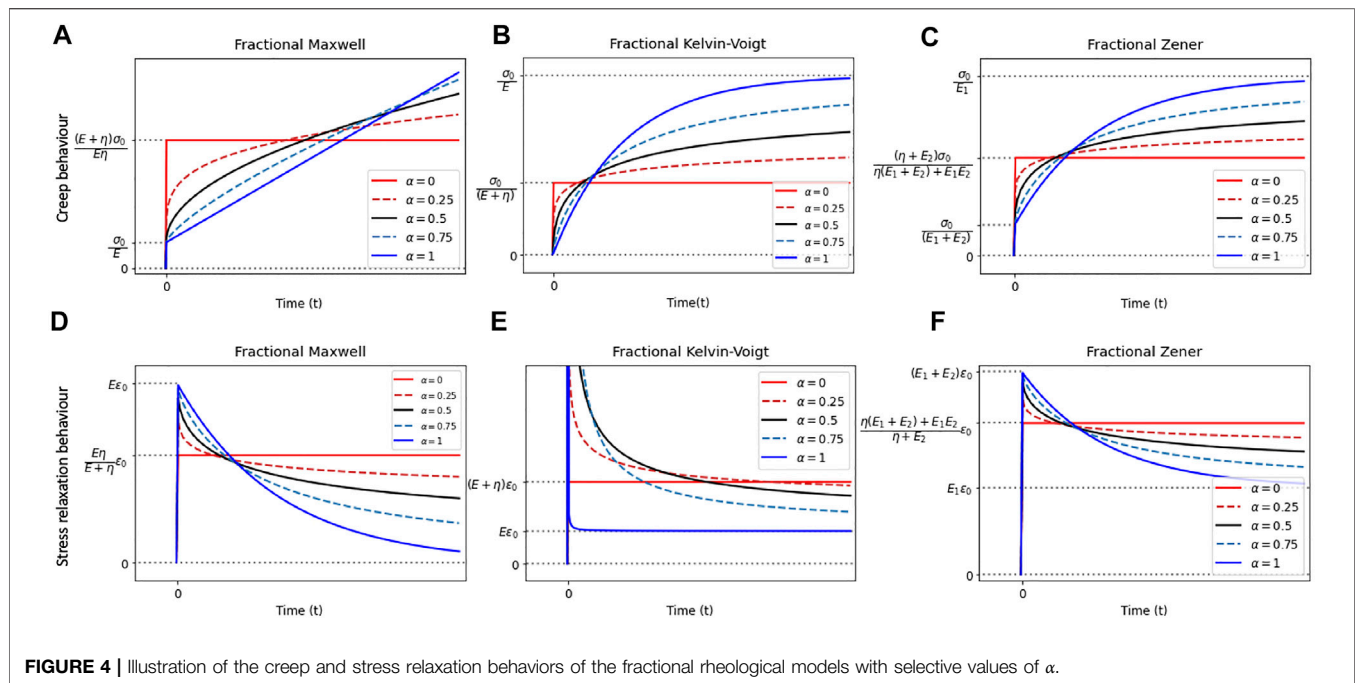 A
Fractional Maxwell
Creep behaviour
(E + η)σ₀
Eη
σ₀
E
0
α = 0
α = 0.25
α = 0.5
α = 0.75
α = 1
0
Time (t)
B
Fractional Kelvin-Voigt
σ₀
E
σ₀
(E + η)
0
α = 0
α = 0.25
α = 0.5
α = 0.75
α = 1
0
Time(t)
C
Fractional Zener
σ₀
E₁
(η + E₂)σ₀
η(E₁ + E₂) + E₁E₂
σ₀
(E₁ + E₂)
0
α = 0
α = 0.25
α = 0.5
α = 0.75
α = 1
0
Time (t)
D
Fractional Maxwell
Stress relaxation behaviour
Eε₀
Eη
E + η
ε₀
0
α = 0
α = 0.25
α = 0.5
α = 0.75
α = 1
0
Time (t)
E
Fractional Kelvin-Voigt
(E + η)ε₀
Eε₀
0
α = 0
α = 0.25
α = 0.5
α = 0.75
α = 1
0
Time (t)
F
Fractional Zener
(E₁ + E₂)ε₀
η(E₁ + E₂) + E₁E₂
η + E₂
ε₀
E₁ε₀
0
α = 0
α = 0.25
α = 0.5
α = 0.75
α = 1
0
Time (t)
FIGURE 4 | Illustration of the creep and stress relaxation behaviors of the fractional rheological models with selective values of α.